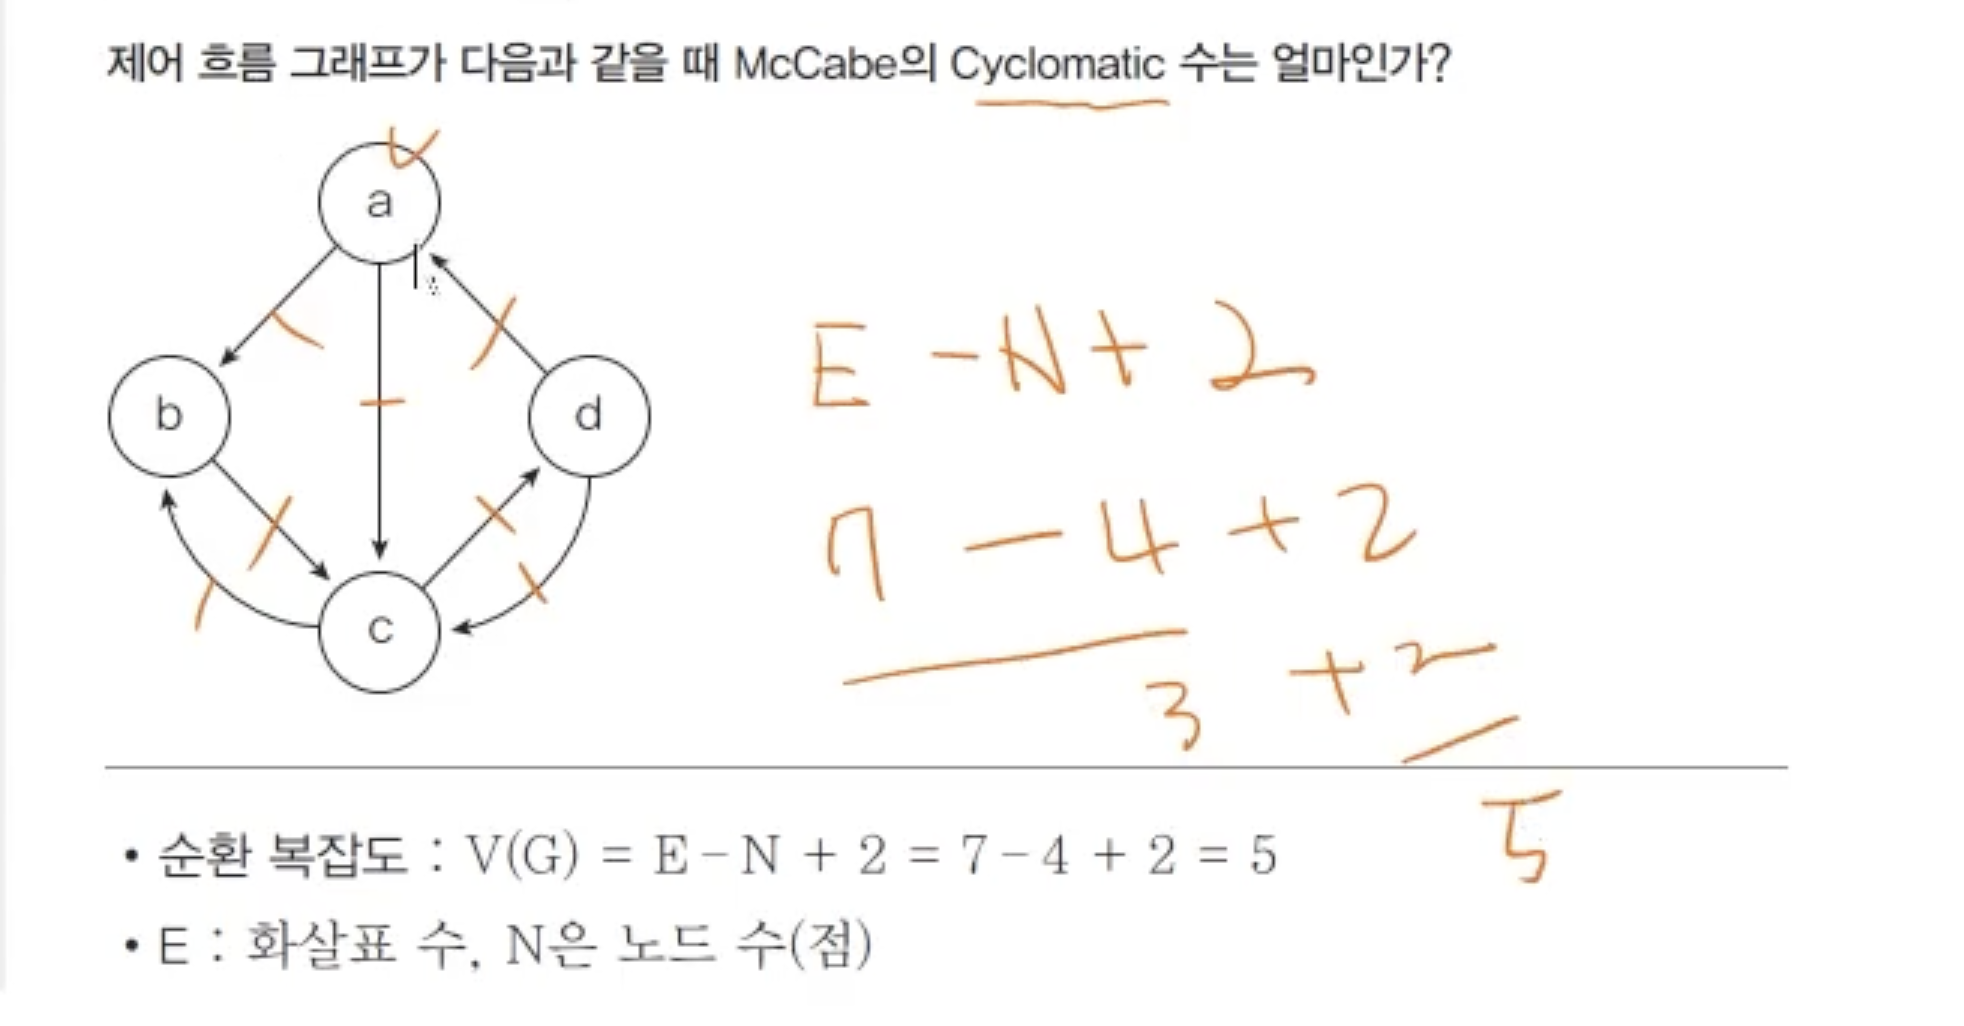 제어 흐름 그래프가 다음과 같을 때 McCabe의 Cyclomatic 수는 얼마인가?
a
b
d
c
E - N + 2
7 - 4 + 2
3 + 2
5
• 순환 복잡도 : V(G) = E - N + 2 = 7 - 4 + 2 = 5
• E : 화살표 수, N은 노드 수(점)